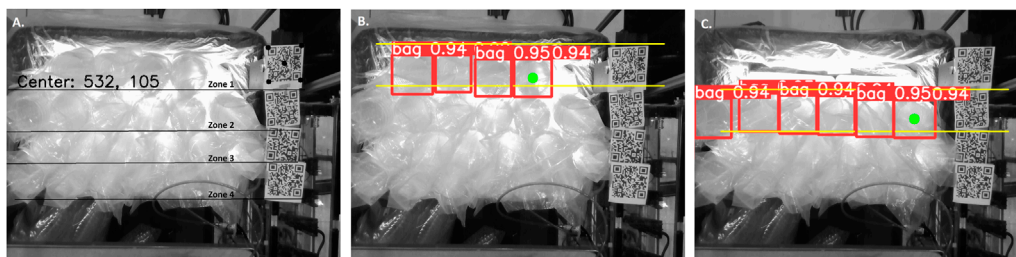 A.
Center: 532, 105
Zone 1
Zone 2
Zone 3
Zone 4
B.
bag 0.94
bag 0.95 0.94
C.
bag 0.94 bag 0.94 bag 0.95 0.94